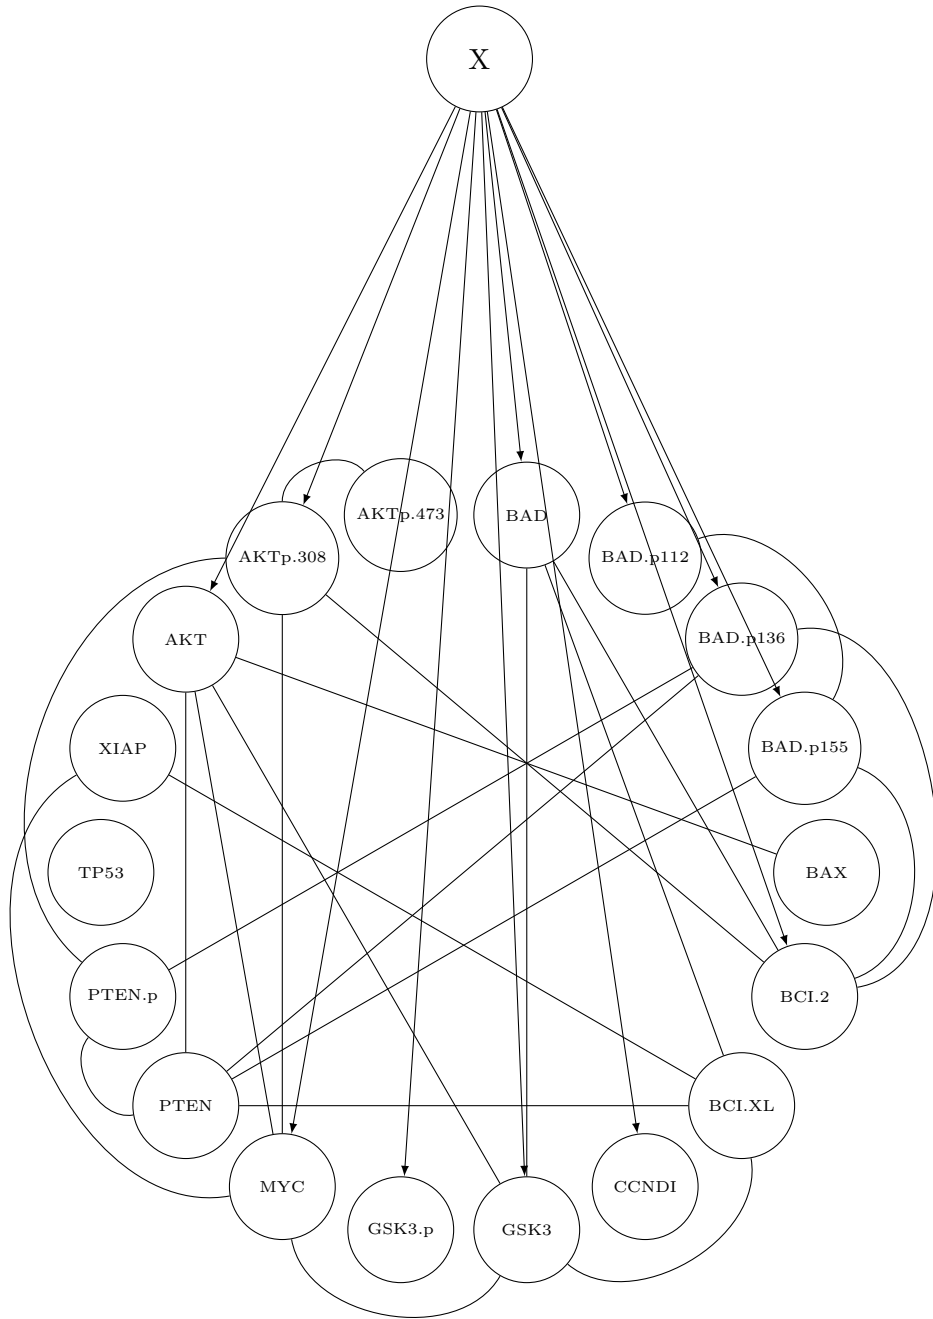 X
AKTp.473
BAD
AKTp.308
BAD.p112
AKT
BAD.p136
XIAP
BAD.p155
TP53
BAX
PTEN.p
BCI.2
PTEN
BCI.XL
MYC
CCNDI
GSK3.p
GSK3